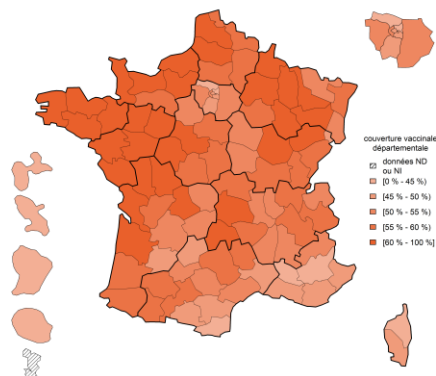 couverture vaccinale
départementale
données ND
ou NI
[0 % - 45 %)
[45 % - 50 %)
[50 % - 55 %)
[55 % - 60 %)
[60 % - 100 %]